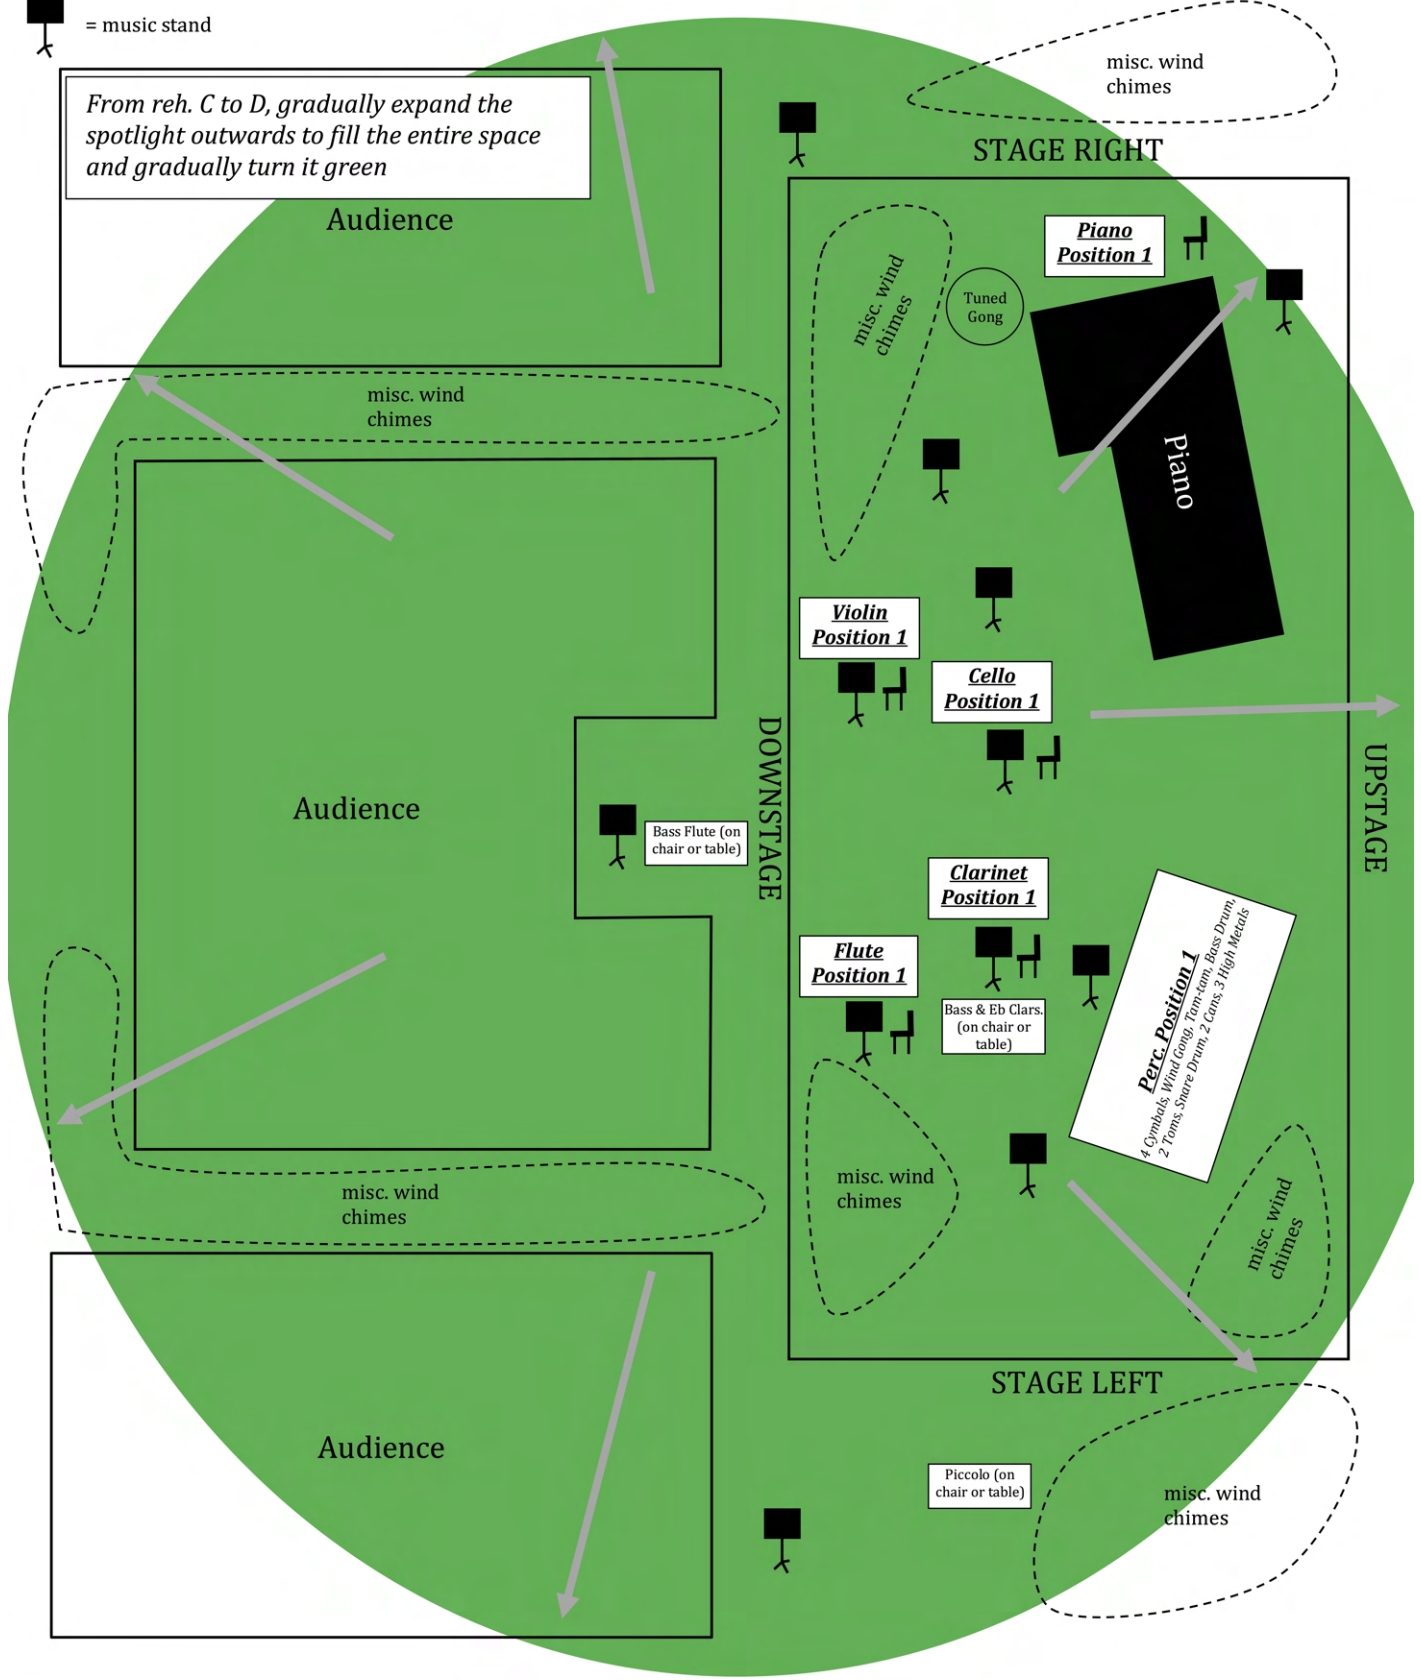 = music stand
From reh. C to D, gradually expand the
spotlight outwards to fill the entire space
and gradually turn it green
Audience
misc. wind
chimes
STAGE RIGHT
Piano
Position 1
misc. wind
chimes
Tuned
Gong
misc. wind
chimes
Piano
Violin
Position 1
Cello
Position 1
DOWNSTAGE
UPSTAGE
Audience
Bass Flute (on
chair or table)
Clarinet
Position 1
Flute
Position 1
Bass & Eb Clars.
(on chair or
table)
Perc. Position 1
4 Cymbals, Wind Gong, Tam-tam, Bass Drum,
2 Toms, Snare Drum, 2 Cans, 3 High Metals
misc. wind
chimes
misc. wind
chimes
misc. wind
chimes
STAGE LEFT
Audience
Piccolo (on
chair or table)
misc. wind
chimes